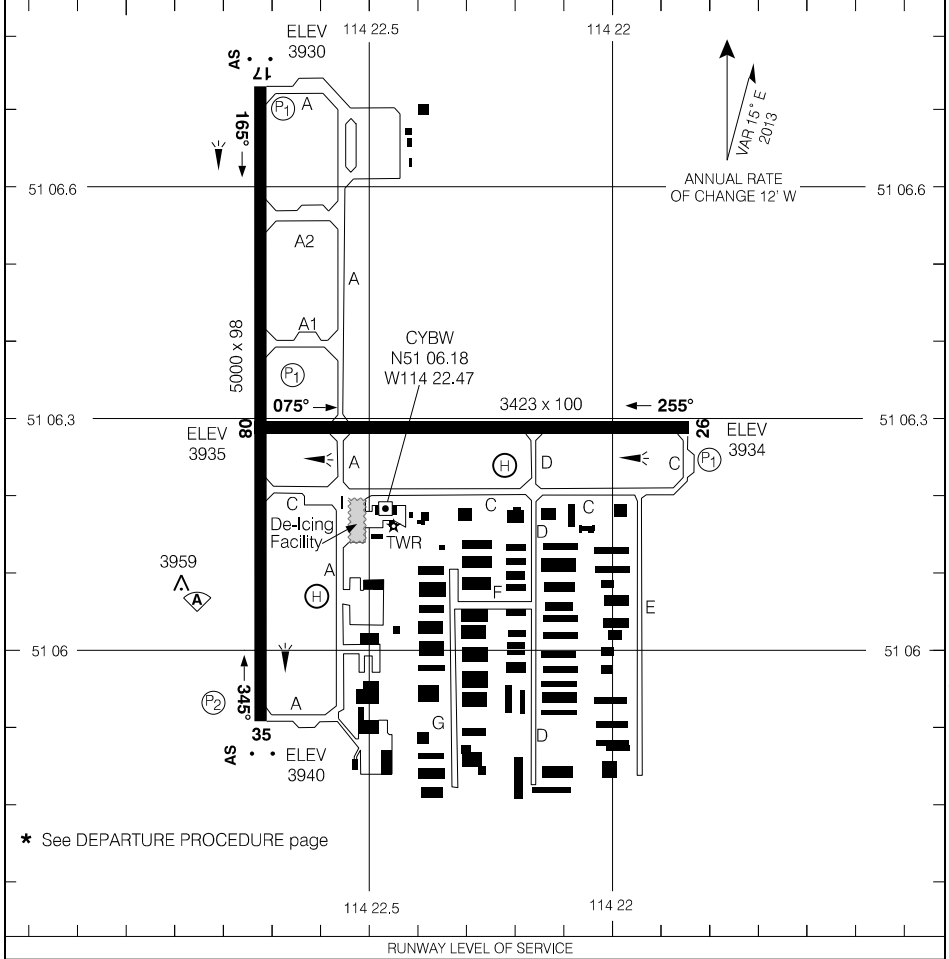 ELEV
3930
114 22.5
114 22
AS
17
P1
A
165°
VAR 15° E
2013
ANNUAL RATE
OF CHANGE 12' W
51 06.6
51 06.6
A2
A
A1
5000 x 98
CYBW
N51 06.18
W114 22.47
P1
075°
3423 x 100
255°
51 06.3
51 06.3
ELEV
3935
08
26
ELEV
3934
A
H
D
C
P1
C
I
C
C
De-Icing
Facility
TWR
D
3959
A
A
H
F
E
51 06
51 06
P2
345°
A
G
D
35
AS
ELEV
3940
* See DEPARTURE PROCEDURE page
114 22.5
114 22
RUNWAY LEVEL OF SERVICE